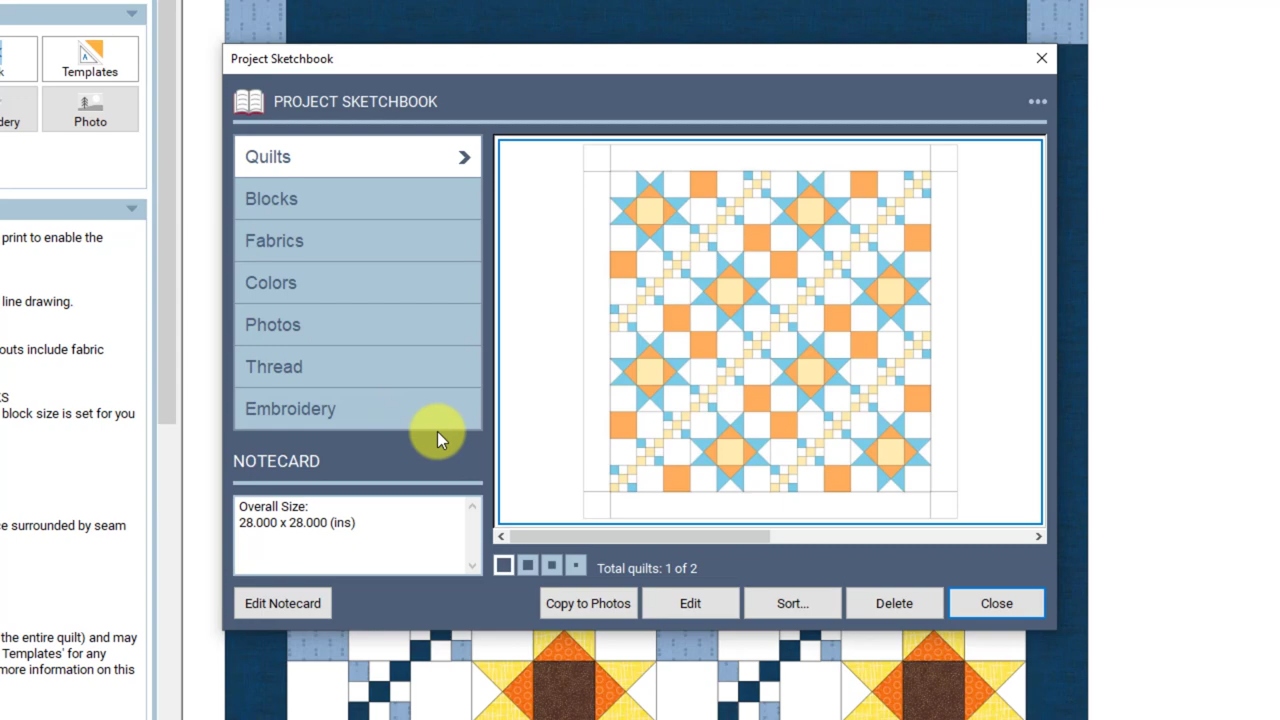 Templates
Photo
print to enable the
line drawing.
outs include fabric
block size is set for you
e surrounded by seam
the entire quilt) and may
Templates' for any
more information on this
Project Sketchbook
PROJECT SKETCHBOOK
Quilts
Blocks
Fabrics
Colors
Photos
Thread
Embroidery
NOTECARD
Overall Size:
28.000 x 28.000 (ins)
Total quilts: 1 of 2
Edit Notecard
Copy to Photos
Edit
Sort...
Delete
Close